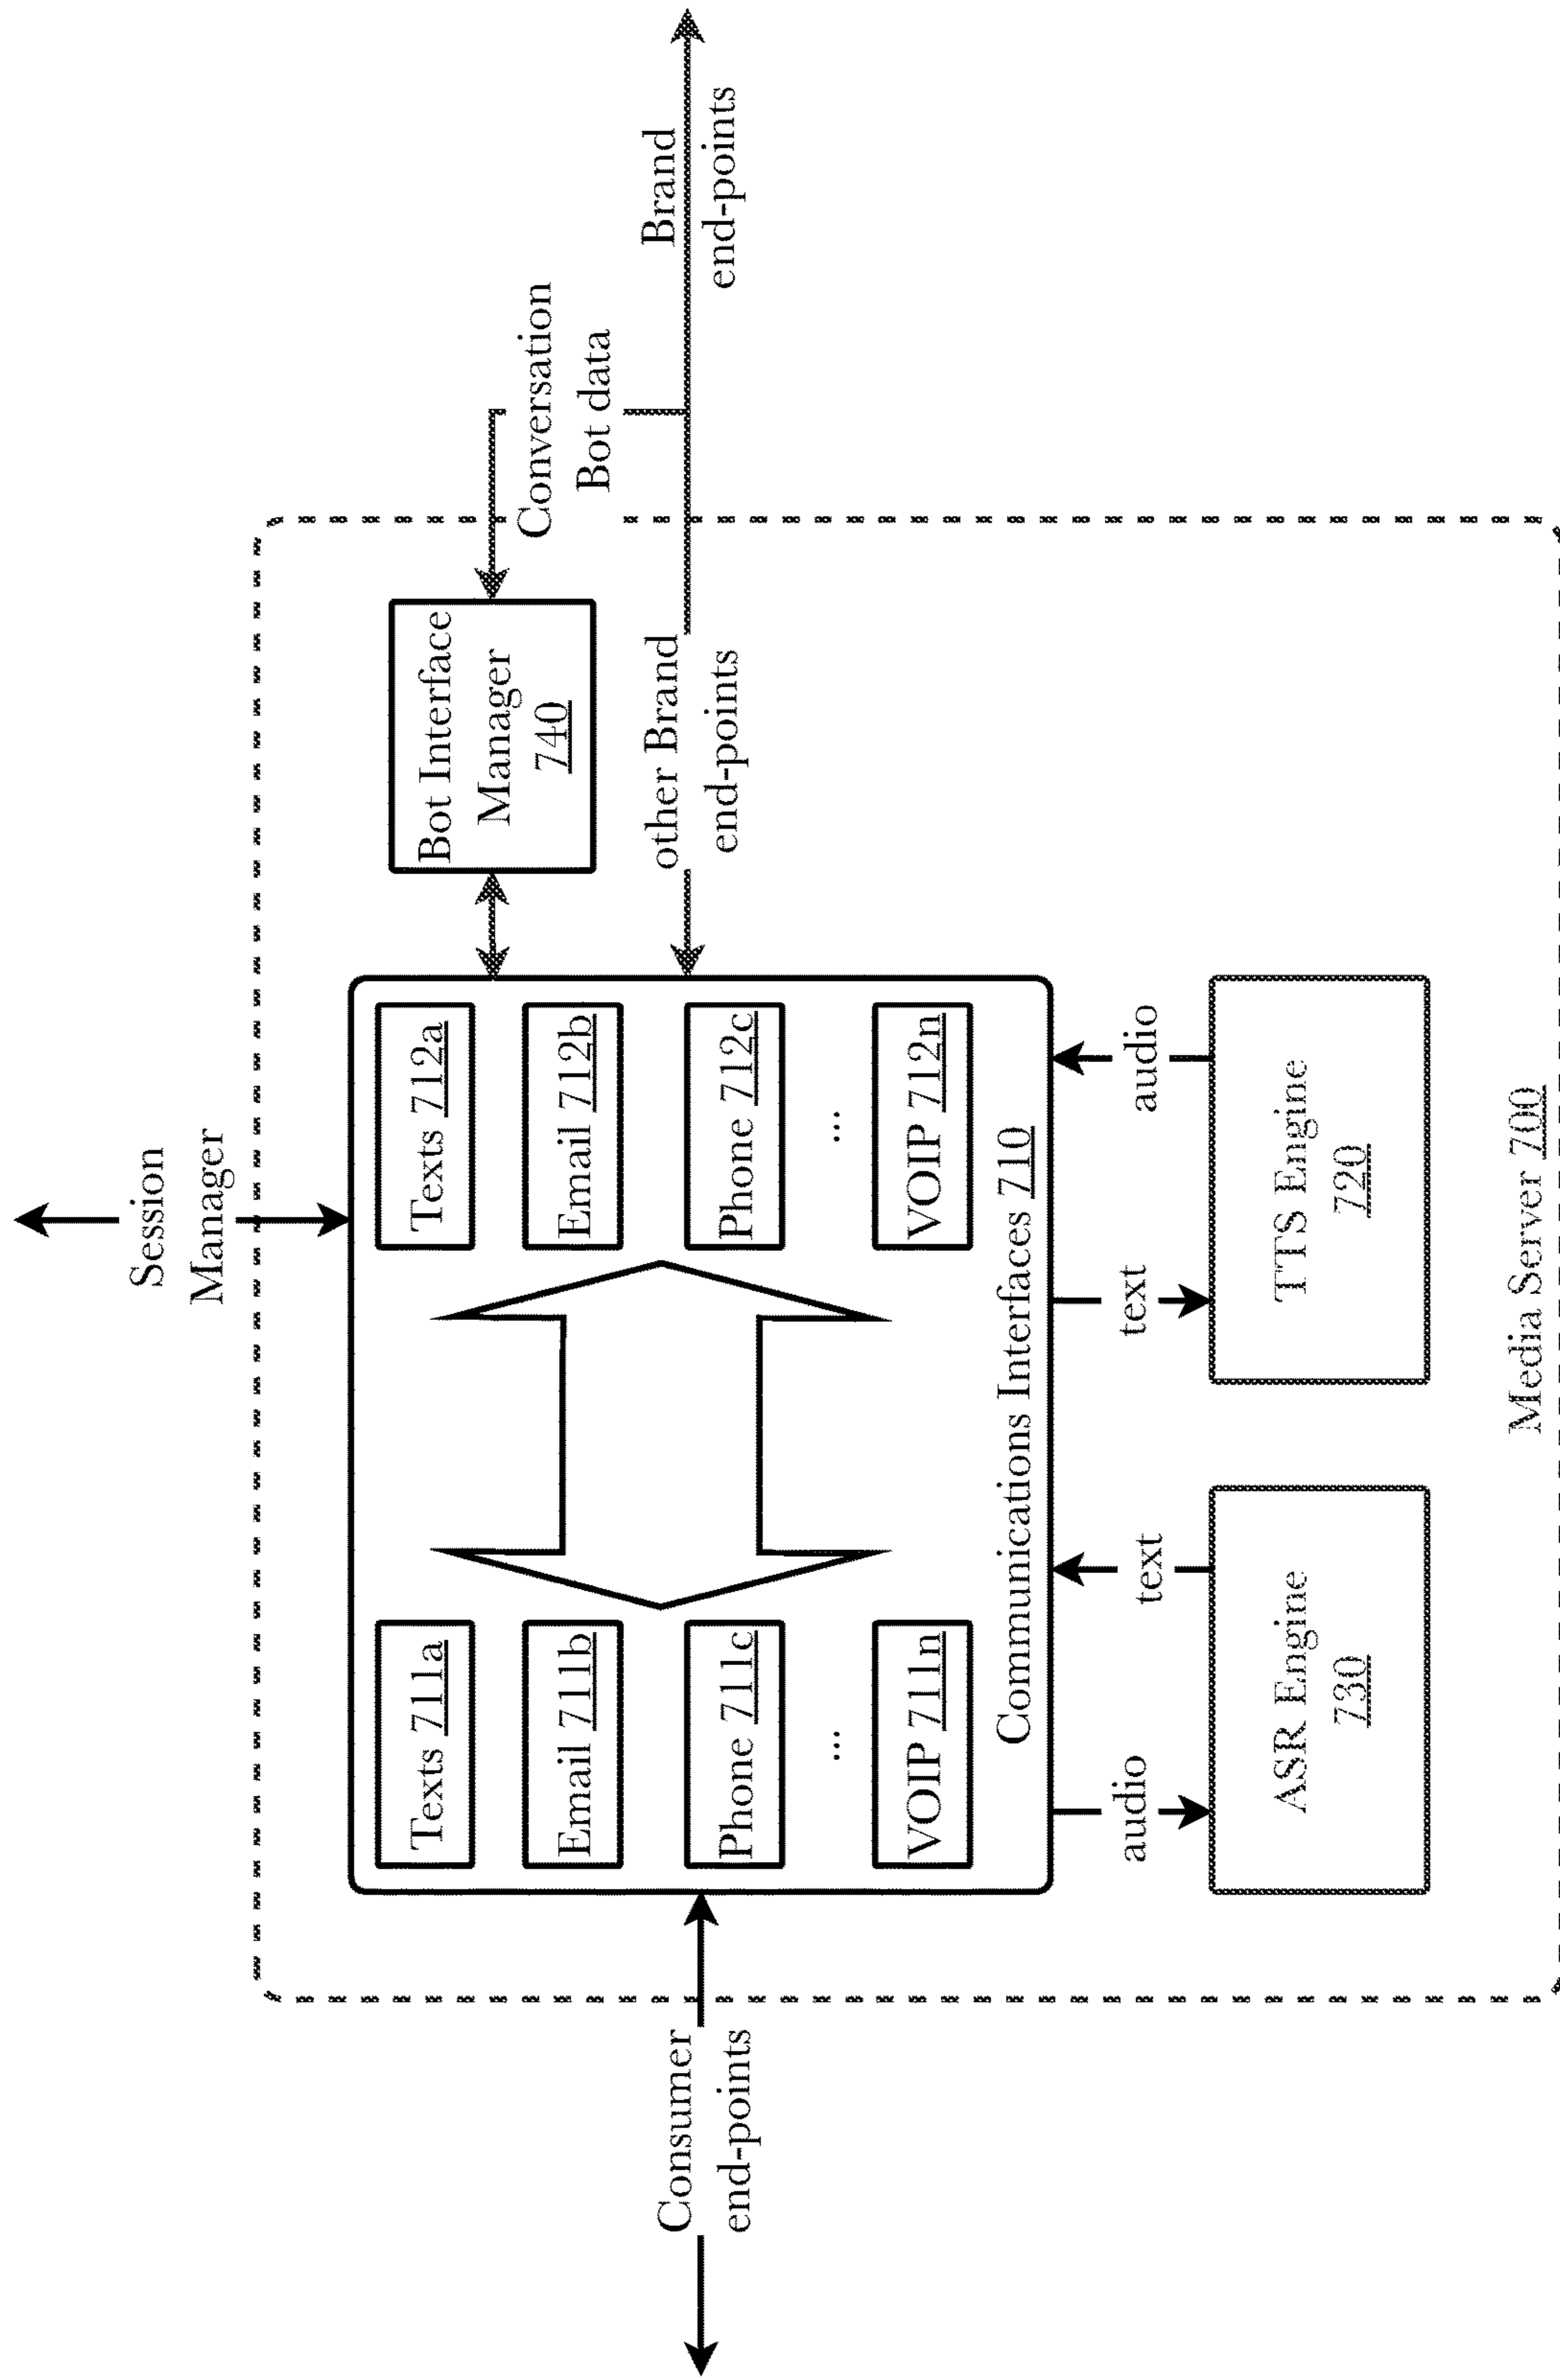 Session
Manager
Consumer
end-points
Texts 711a
Email 711b
Phone 711c
...
VOIP 711n
Texts 712a
Email 712b
Phone 712c
...
VOIP 712n
Communications Interfaces 710
Bot Interface
Manager
740
Conversation
Bot data
other Brand
end-points
Brand
end-points
audio
text
text
audio
ASR Engine
730
TTS Engine
720
Media Server 700